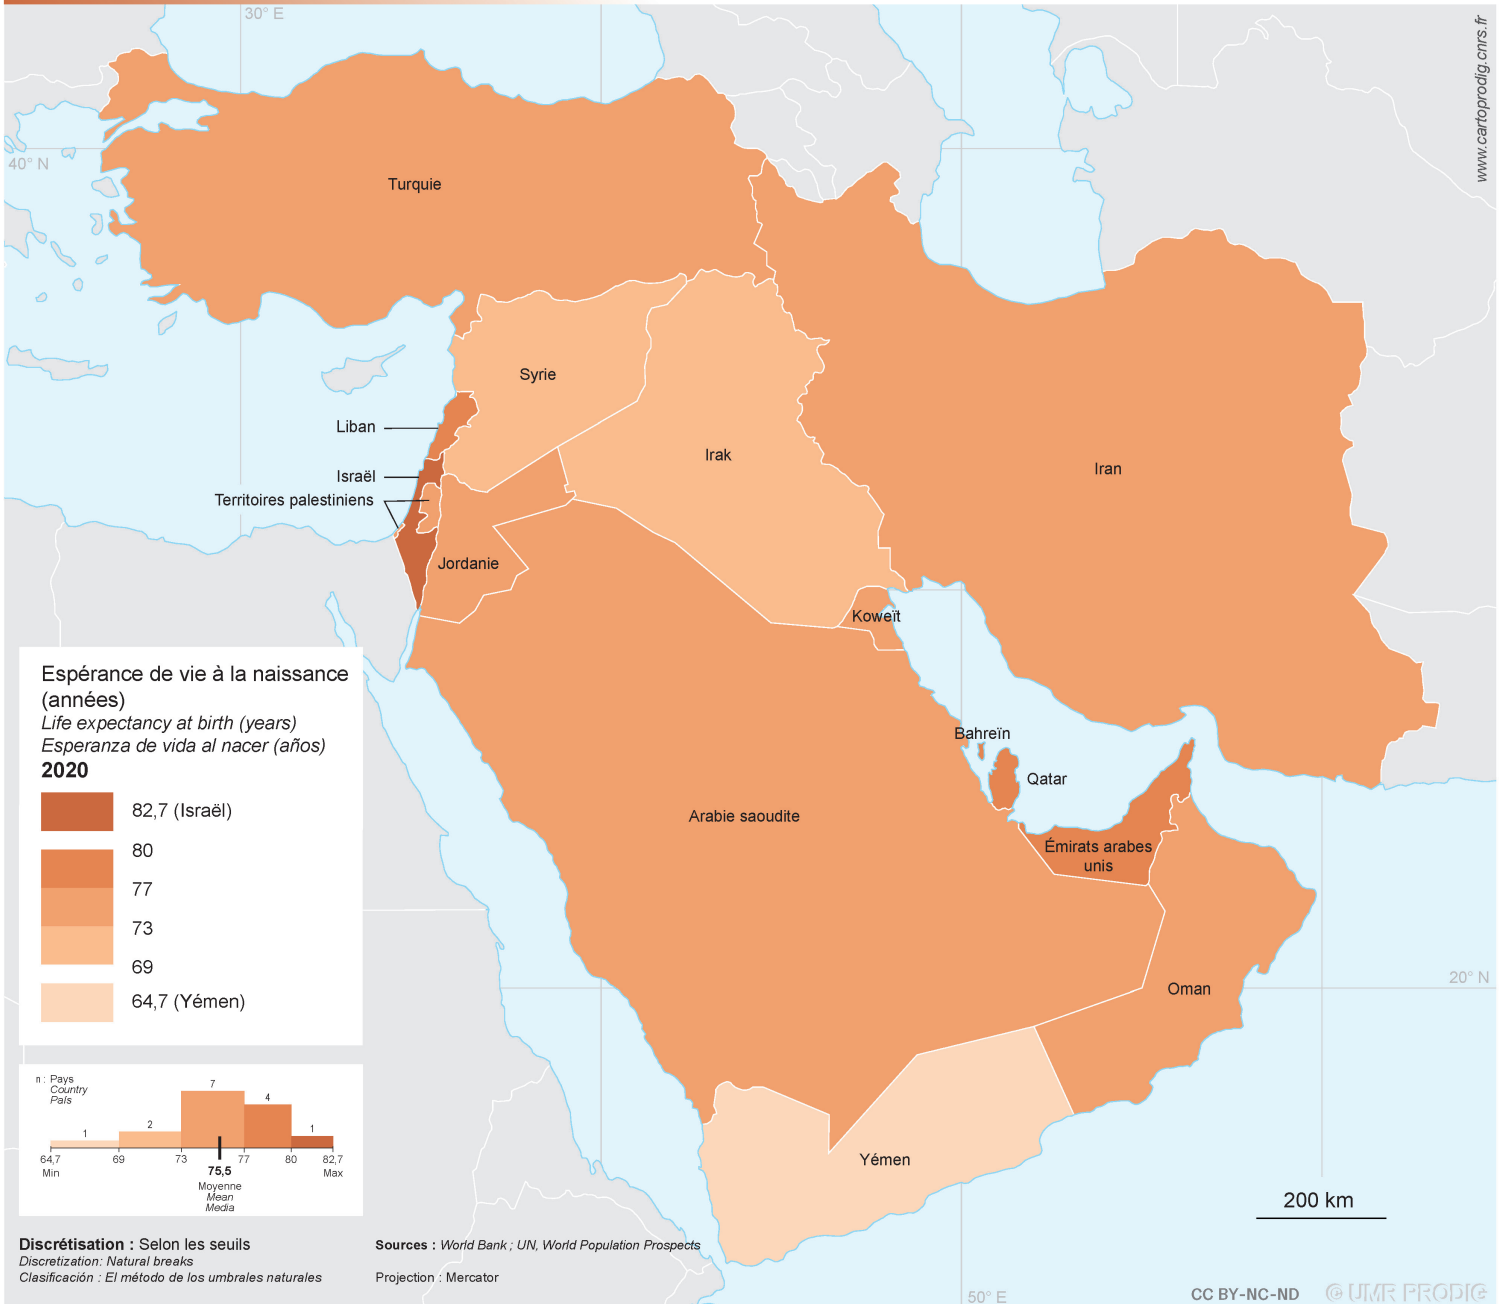 30° E
www.cartoprodig.cnrs.fr
40° N
Turquie
Syrie
Liban
Irak
Iran
Israël
Territoires palestiniens
Jordanie
Koweït
Bahreïn
Qatar
Arabie saoudite
Émirats arabes
unis
Oman
20° N
Yémen
Espérance de vie à la naissance
(années)
Life expectancy at birth (years)
Esperanza de vida al nacer (años)
2020
82,7 (Israël)
80
77
73
69
64,7 (Yémen)
n : Pays
Country
País
1
2
7
4
1
64,7
69
73
77
80
82,7
Min
75,5
Max
Moyenne
Mean
Media
200 km
Discrétisation : Selon les seuils
Discretization: Natural breaks
Clasificación : El método de los umbrales naturales
Sources : World Bank ; UN, World Population Prospects
Projection : Mercator
50° E
CC BY-NC-ND
© UMR PRODIG